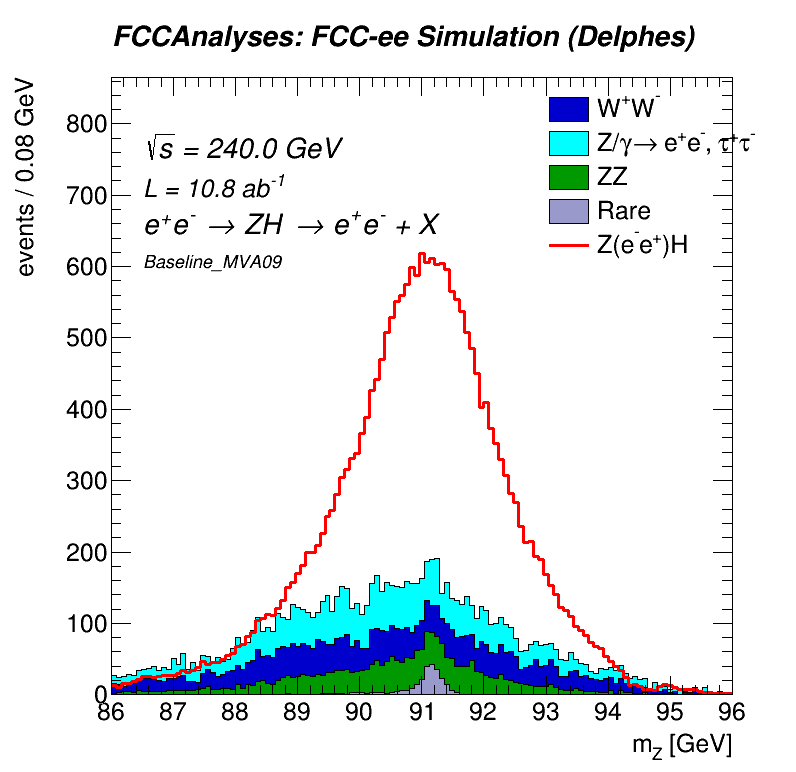 FCCAnalyses: FCC-ee Simulation (Delphes)
events / 0.08 GeV
√s = 240.0 GeV
L = 10.8 ab⁻¹
e⁺e⁻ → ZH → e⁺e⁻ + X
Baseline_MVA09
W⁺W⁻
Z/γ→ e⁺e⁻, τ⁺τ⁻
ZZ
Rare
Z(e⁻e⁺)H
800
700
600
500
400
300
200
100
0
86 87 88 89 90 91 92 93 94 95 96
m_Z [GeV]